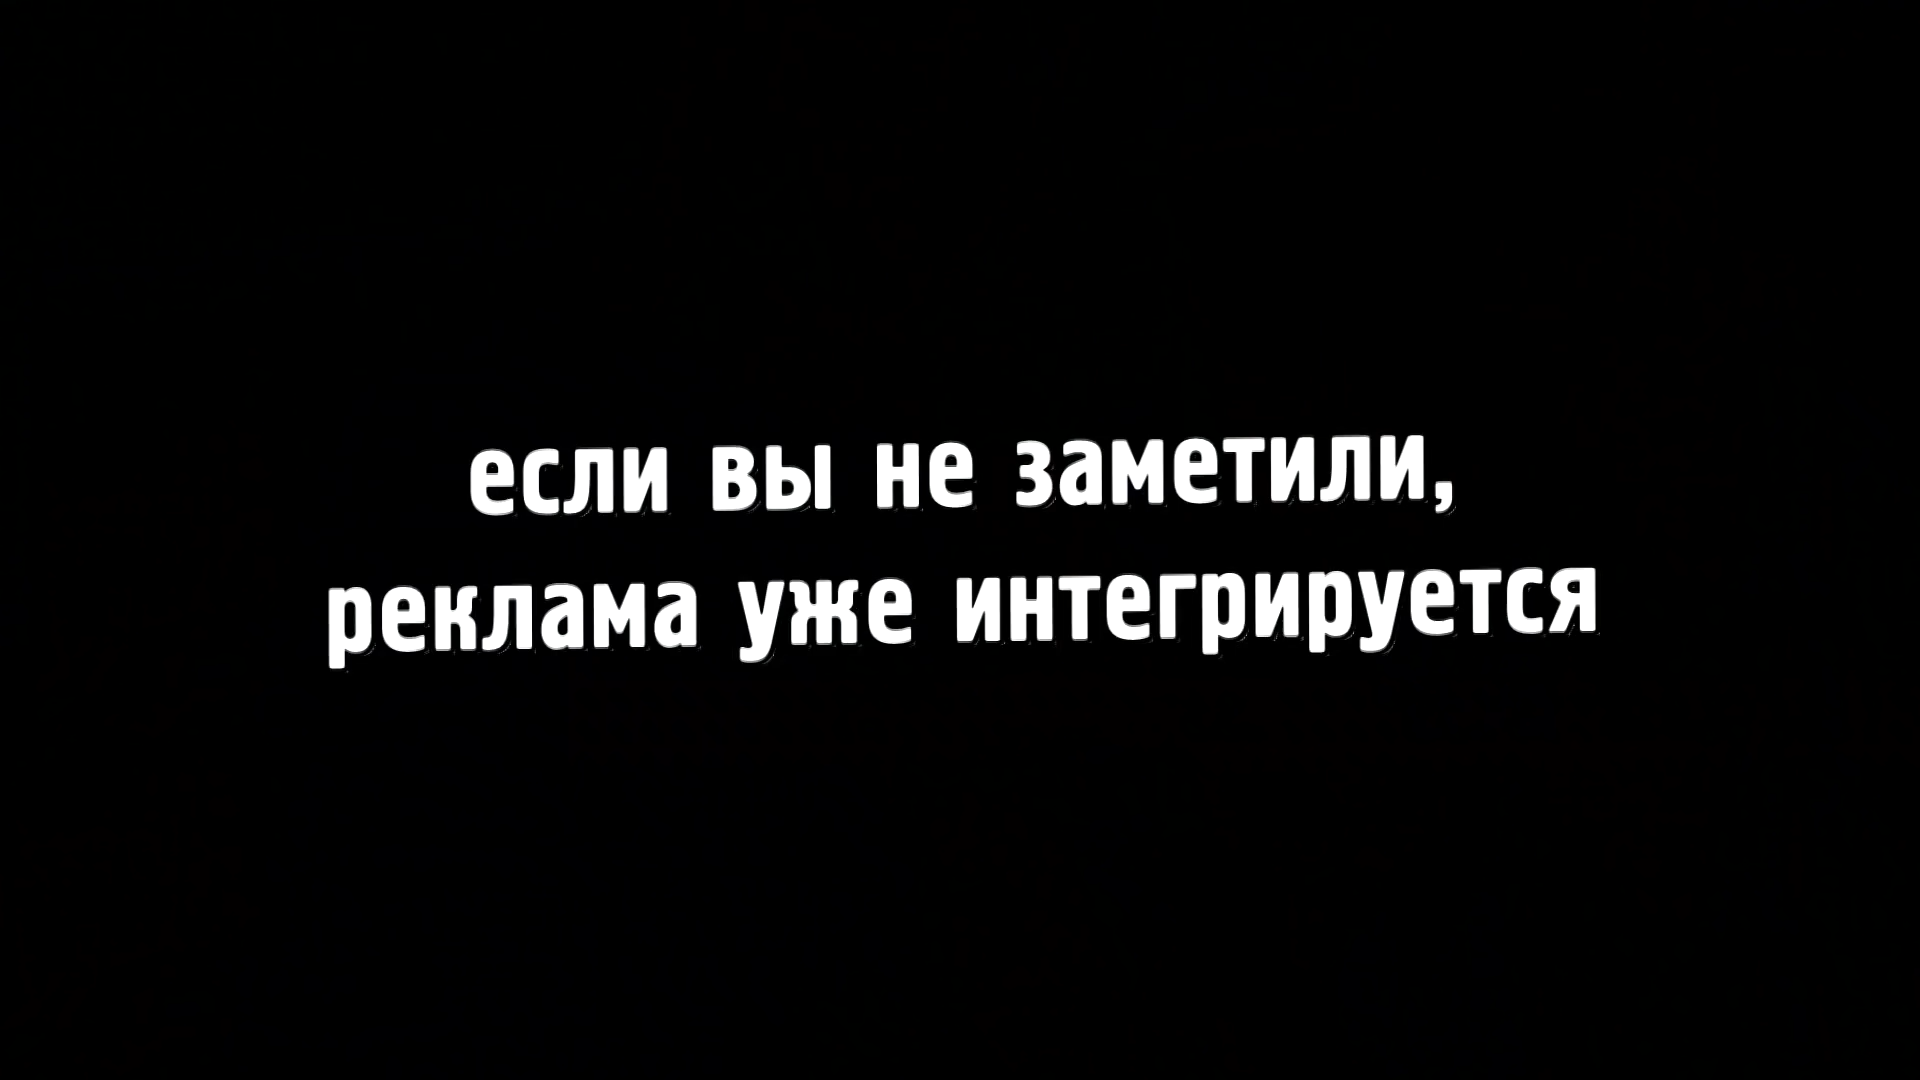 если вы не заметили,
реклама уже интегрируется